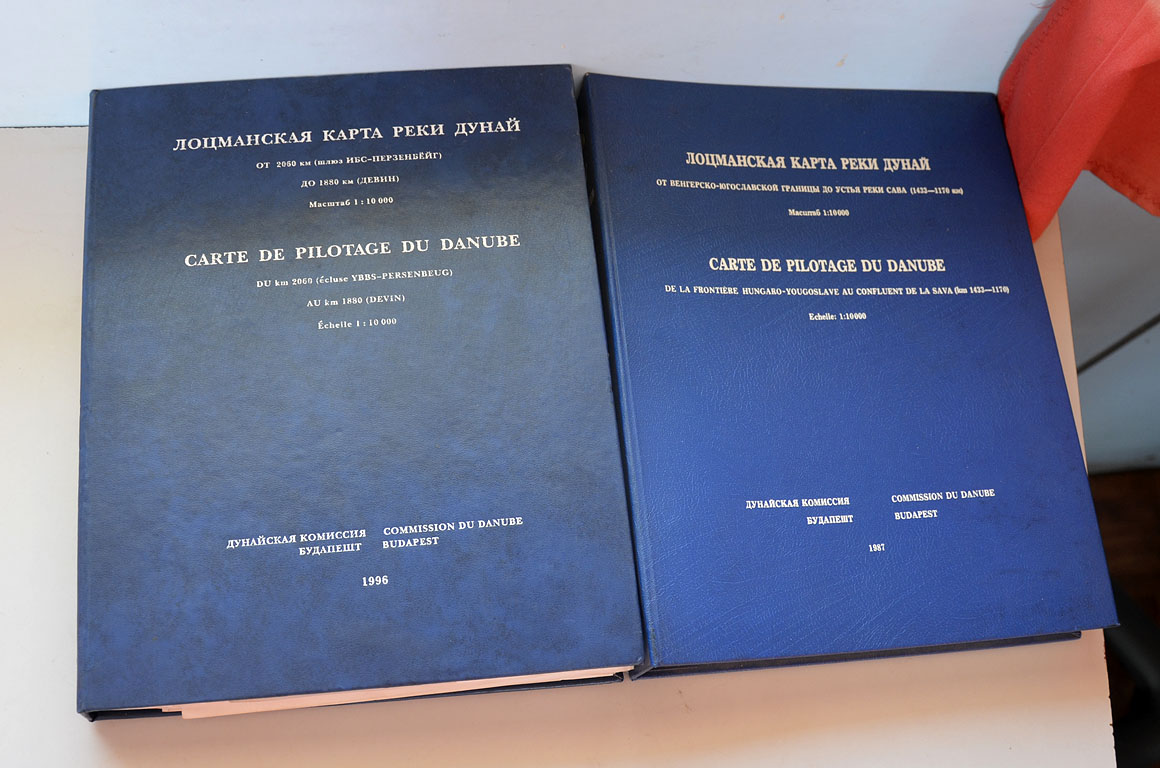 ЛОЦМАНСКАЯ КАРТА РЕКИ ДУНАЙ
ОТ 2060 км (шлюз ИБС–ПЕРЗЕНБЁЙГ)
ДО 1880 км (ДЕВИН)
Масштаб 1 : 10 000
CARTE DE PILOTAGE DU DANUBE
DU km 2060 (écluse YBBS–PERSENBEUG)
AU km 1880 (DEVIN)
Échelle 1 : 10 000
ДУНАЙСКАЯ КОМИССИЯ COMMISSION DU DANUBE
БУДАПЕШТ BUDAPEST
1996
ЛОЦМАНСКАЯ КАРТА РЕКИ ДУНАЙ
ОТ ВЕНГЕРСКО-ЮГОСЛАВСКОЙ ГРАНИЦЫ ДО УСТЬЯ РЕКИ САВА (1433—1170 км)
Масштаб 1:10000
CARTE DE PILOTAGE DU DANUBE
DE LA FRONTIÈRE HUNGARO-YOUGOSLAVE AU CONFLUENT DE LA SAVA (km 1433—1170)
Echelle: 1:10000
ДУНАЙСКАЯ КОМИССИЯ COMMISSION DU DANUBE
БУДАПЕШТ BUDAPEST
1987